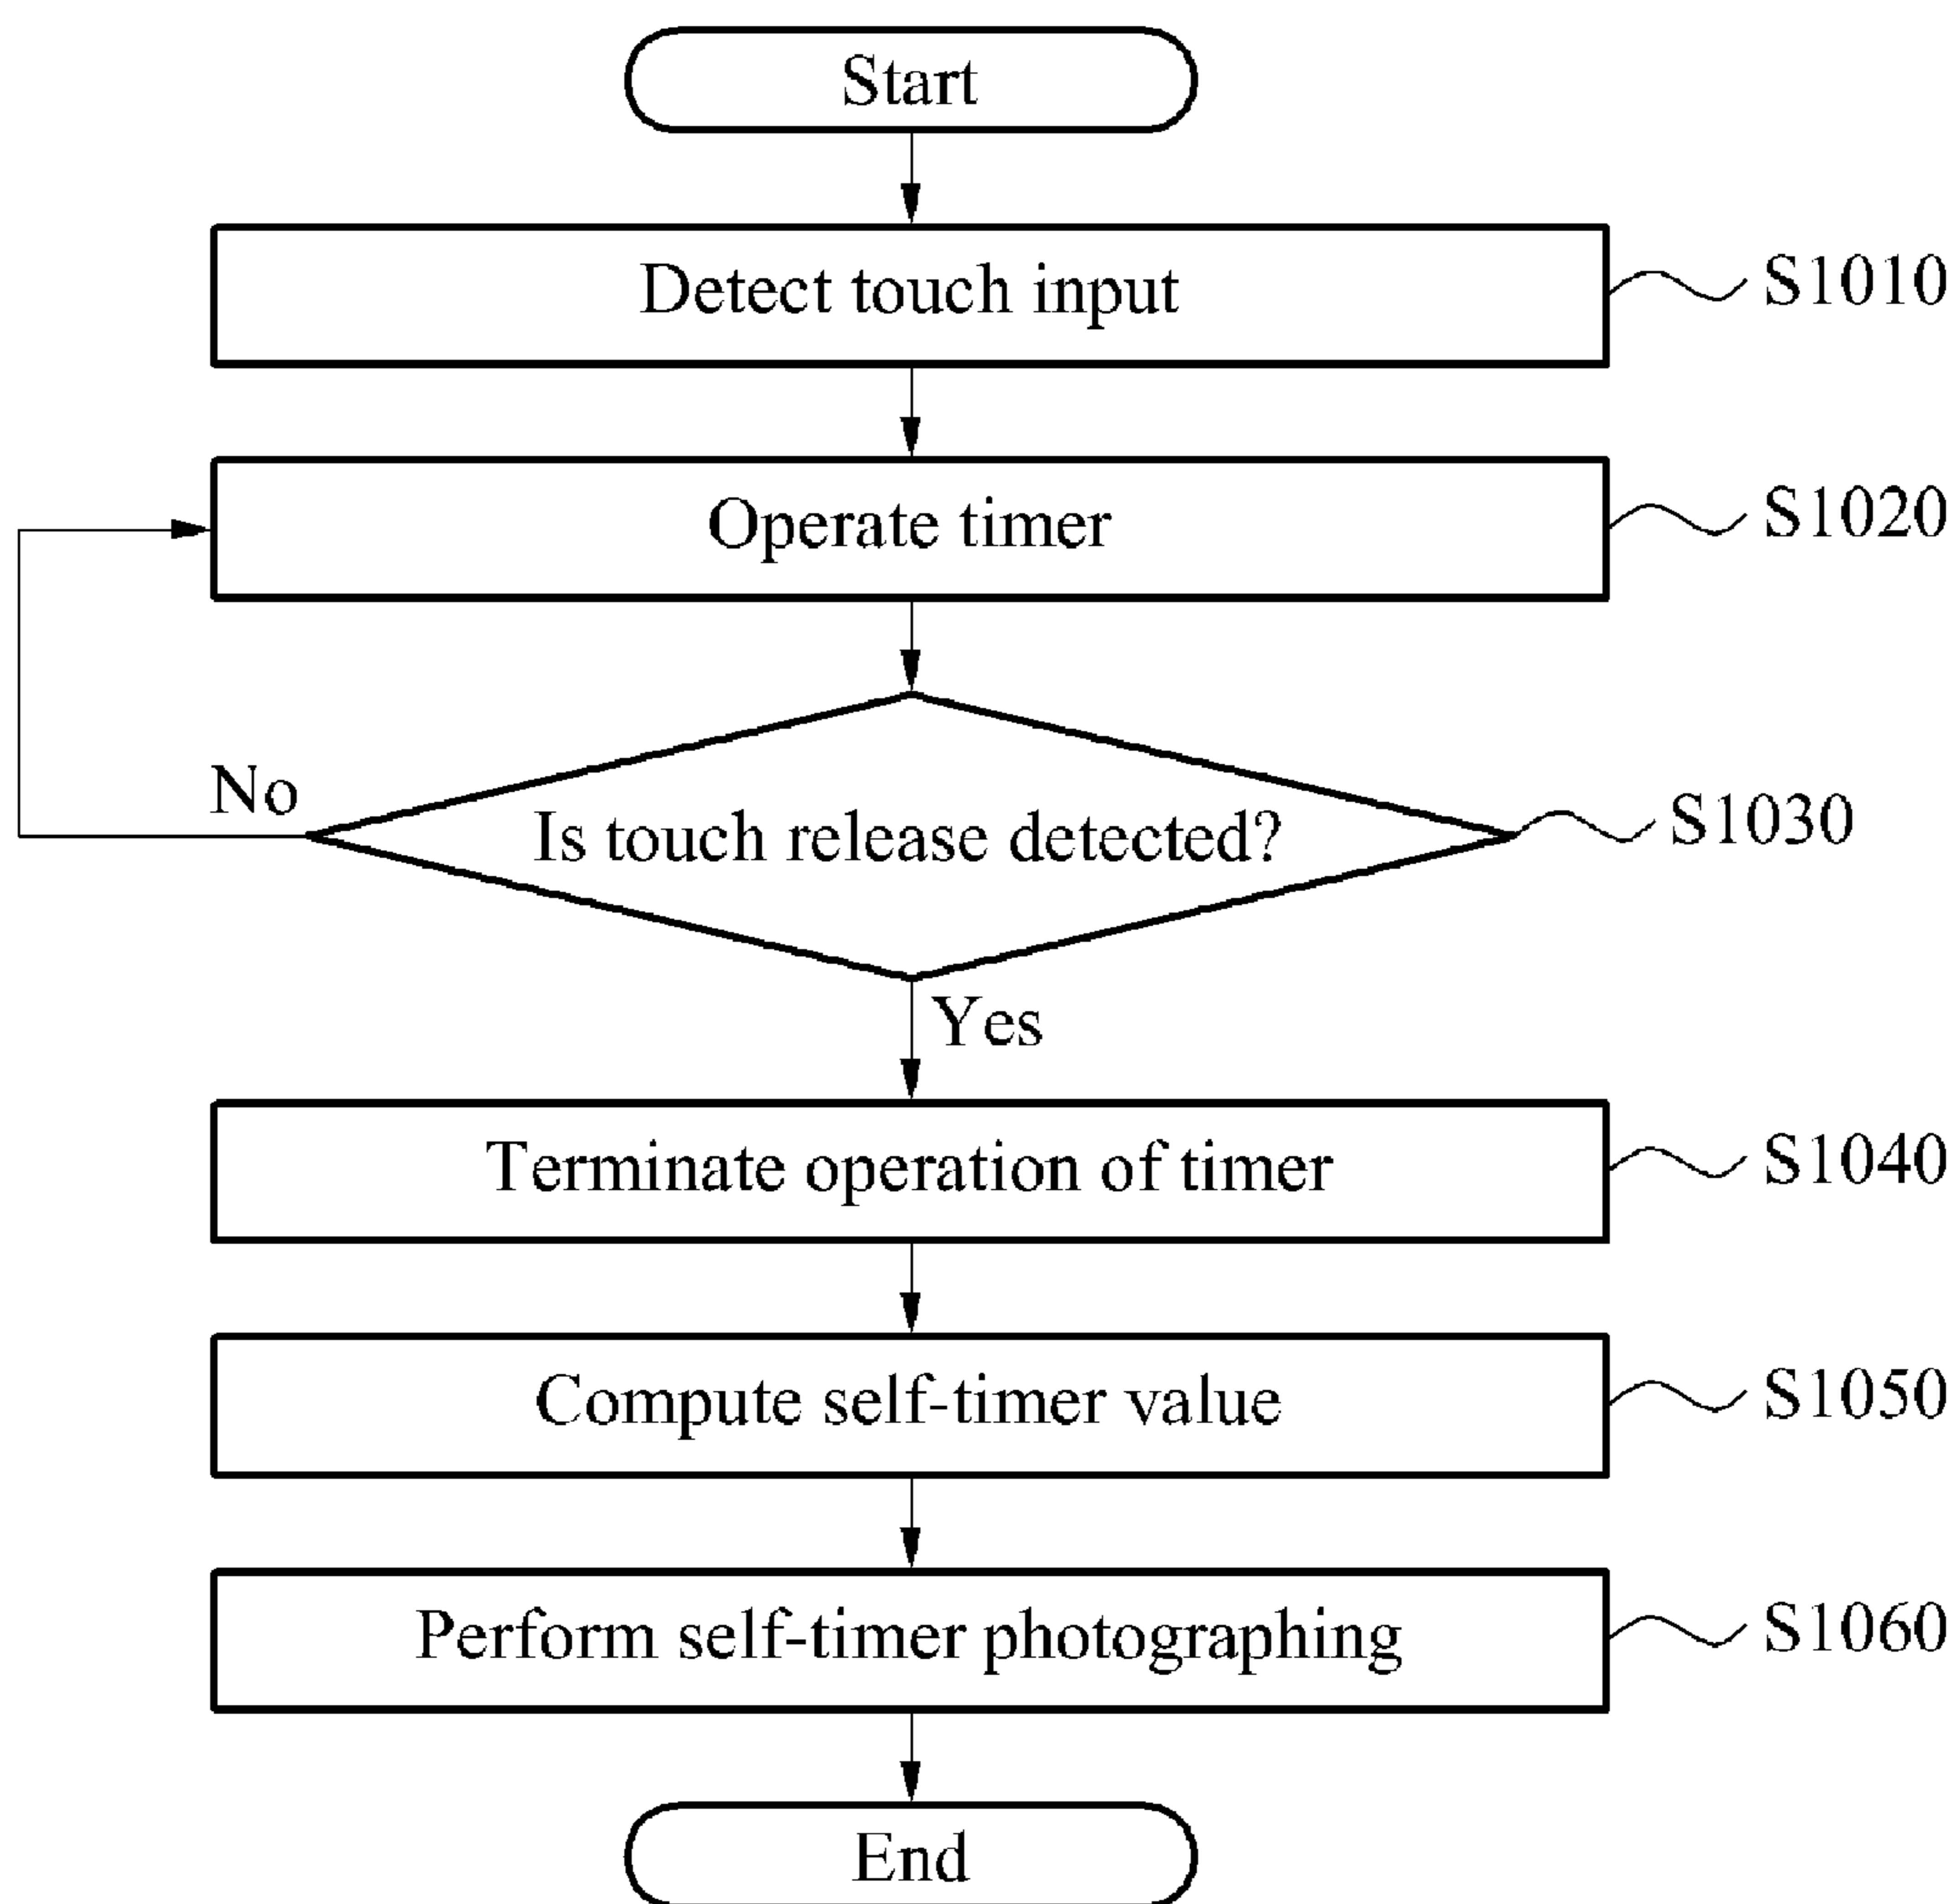 Start
Detect touch input
S1010
Operate timer
S1020
No
Is touch release detected?
S1030
Yes
Terminate operation of timer
S1040
Compute self-timer value
S1050
Perform self-timer photographing
S1060
End